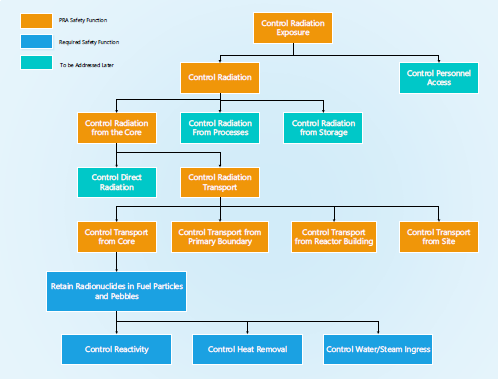 PRA Safety Function
Required Safety Function
To be Addressed Later
Control Radiation
Exposure
Control Radiation
Control Personnel
Access
Control Radiation
from the Core
Control Radiation
From Processes
Control Radiation
from Storage
Control Direct
Radiation
Control Radiation
Transport
Control Transport
from Core
Control Transport from
Primary Boundary
Control Transport
from Reactor Building
Control Transport
from Site
Retain Radionuclides in Fuel Particles
and Pebbles
Control Reactivity
Control Heat Removal
Control Water/Steam Ingress